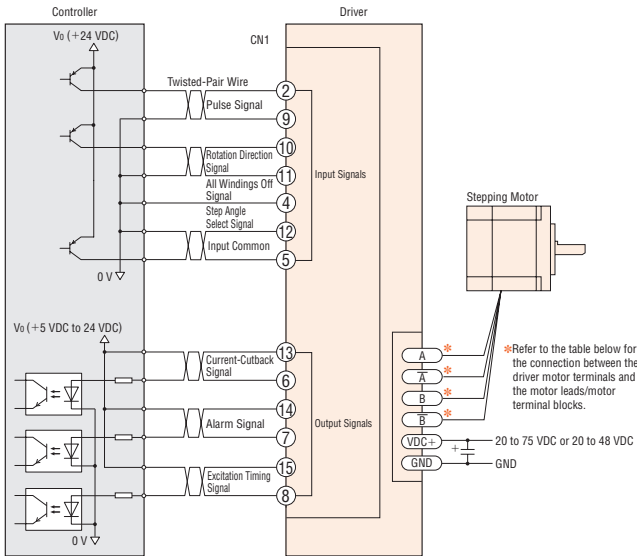 Controller
Driver
V₀ (+24 VDC)
CN1
Twisted-Pair Wire
2
Pulse Signal
9
10
Rotation Direction
Signal
11
Input Signals
All Windings Off
Signal
4
Step Angle
Select Signal
12
Input Common
5
0 V
Stepping Motor
V₀ (+5 VDC to 24 VDC)
13
Current-Cutback
Signal
6
14
Alarm Signal
7
Output Signals
15
Excitation Timing
Signal
8
0 V
A *
A̅ *
B *
B̅ *
VDC+
+
20 to 75 VDC or 20 to 48 VDC
GND
GND
*Refer to the table below for
the connection between the
driver motor terminals and
the motor leads/motor
terminal blocks.